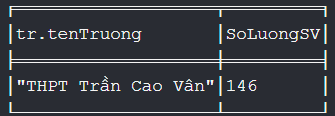 tr.tenTruong SoLuongSV
"THPT Trần Cao Vân" 146